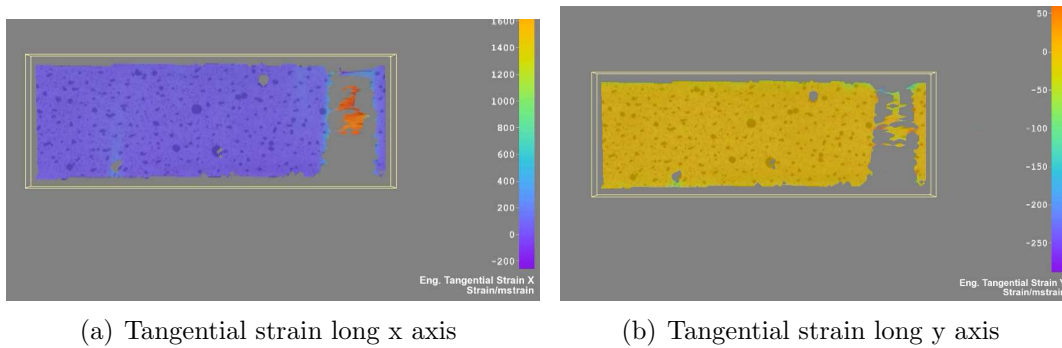 1600
1400
1200
1000
800
600
400
200
0
−200
Eng. Tangential Strain X
Strain/mstrain
50
0
−50
−100
−150
−200
−250
Eng. Tangential Strain Y
Strain/mstrain
(a) Tangential strain long x axis
(b) Tangential strain long y axis